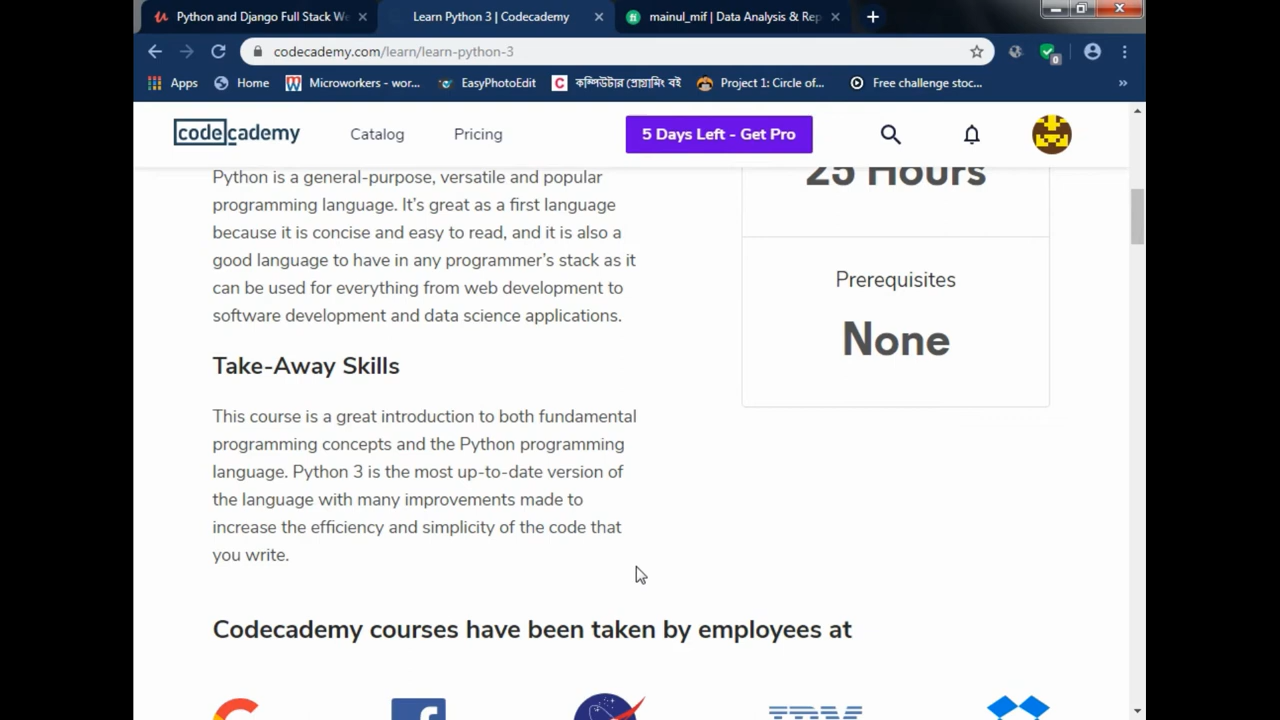 Python and Django Full Stack W
Learn Python 3 | Codecademy
mainul_mif | Data Analysis & Rep
codecademy.com/learn/learn-python-3
Apps
Home
Microworkers - wor...
EasyPhotoEdit
কম্পিউটার প্রোগ্রামিং বই
Project 1: Circle of...
Free challenge stoc...
»
codecademy
Catalog
Pricing
5 Days Left - Get Pro
25 Hours
Python is a general-purpose, versatile and popular
programming language. It's great as a first language
because it is concise and easy to read, and it is also a
good language to have in any programmer's stack as it
can be used for everything from web development to
software development and data science applications.
Prerequisites
None
Take-Away Skills
This course is a great introduction to both fundamental
programming concepts and the Python programming
language. Python 3 is the most up-to-date version of
the language with many improvements made to
increase the efficiency and simplicity of the code that
you write.
Codecademy courses have been taken by employees at
IBM